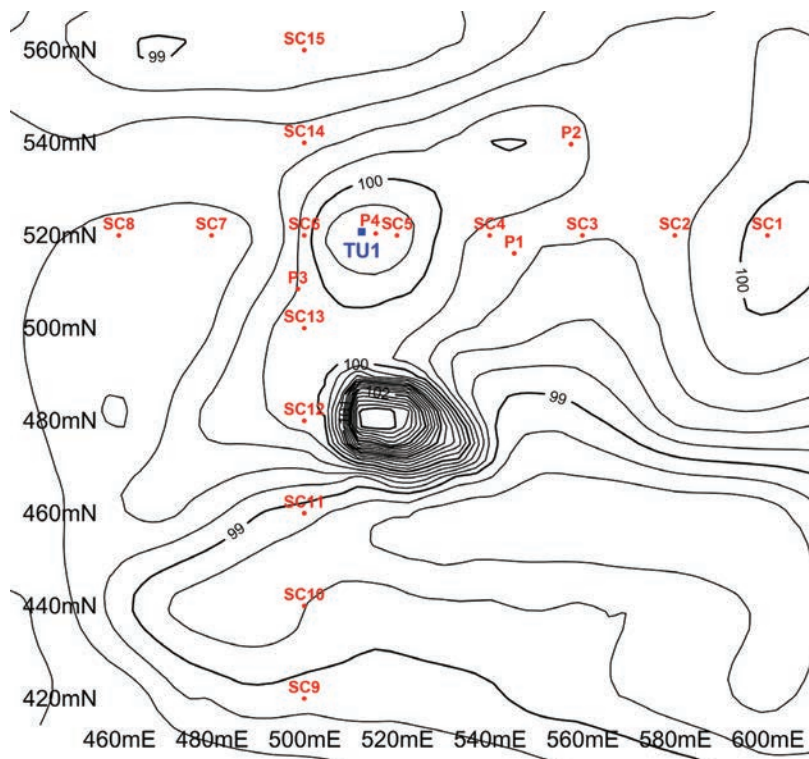 560mN
99
SC15
540mN
SC14
P2
100
520mN
SC8
SC7
SC6
P4
SC5
SC4
SC3
SC2
SC1
TU1
P1
100
P3
500mN
SC13
100
102
99
480mN
SC12
460mN
SC11
99
440mN
SC10
420mN
SC9
460mE 480mE 500mE 520mE 540mE 560mE 580mE 600mE